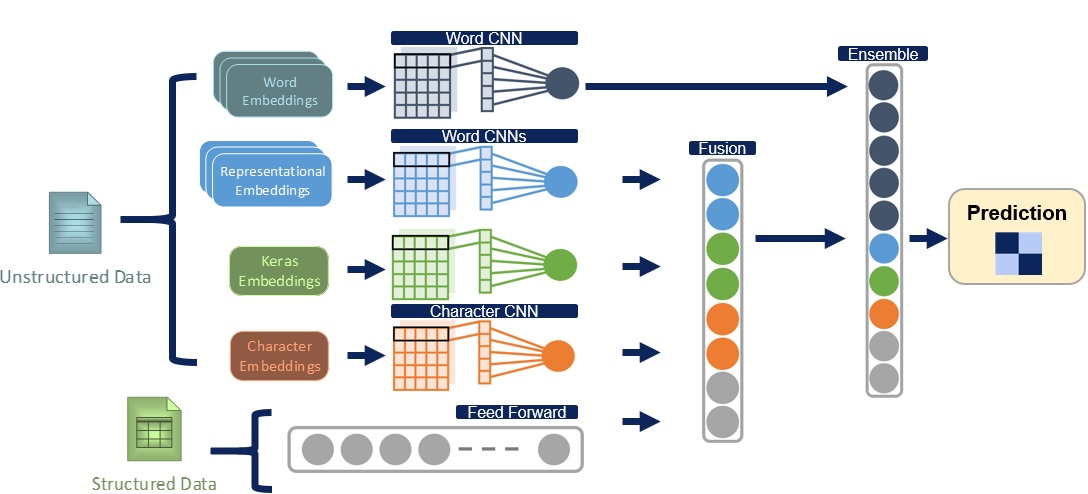 Word CNN
Ensemble
Word
Embeddings
Word CNNs
Fusion
Representational
Embeddings
Prediction
Unstructured Data
Keras
Embeddings
Character CNN
Character
Embeddings
Feed Forward
Structured Data